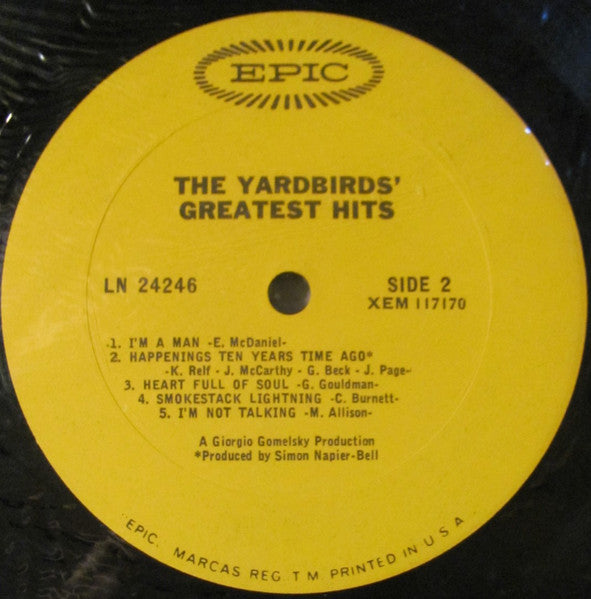 EPIC
THE YARDBIRDS'
GREATEST HITS
LN 24246
SIDE 2
XEM 117170
1. I'M A MAN -E. McDaniel-
2. HAPPENINGS TEN YEARS TIME AGO*
-K. Relf - J. McCarthy - G. Beck - J. Page-
3. HEART FULL OF SOUL -G. Gouldman-
4. SMOKESTACK LIGHTNING -C. Burnett-
5. I'M NOT TALKING -M. Allison-
A Giorgio Gomelsky Production
*Produced by Simon Napier-Bell
"EPIC," MARCAS REG. T M. PRINTED IN U S A